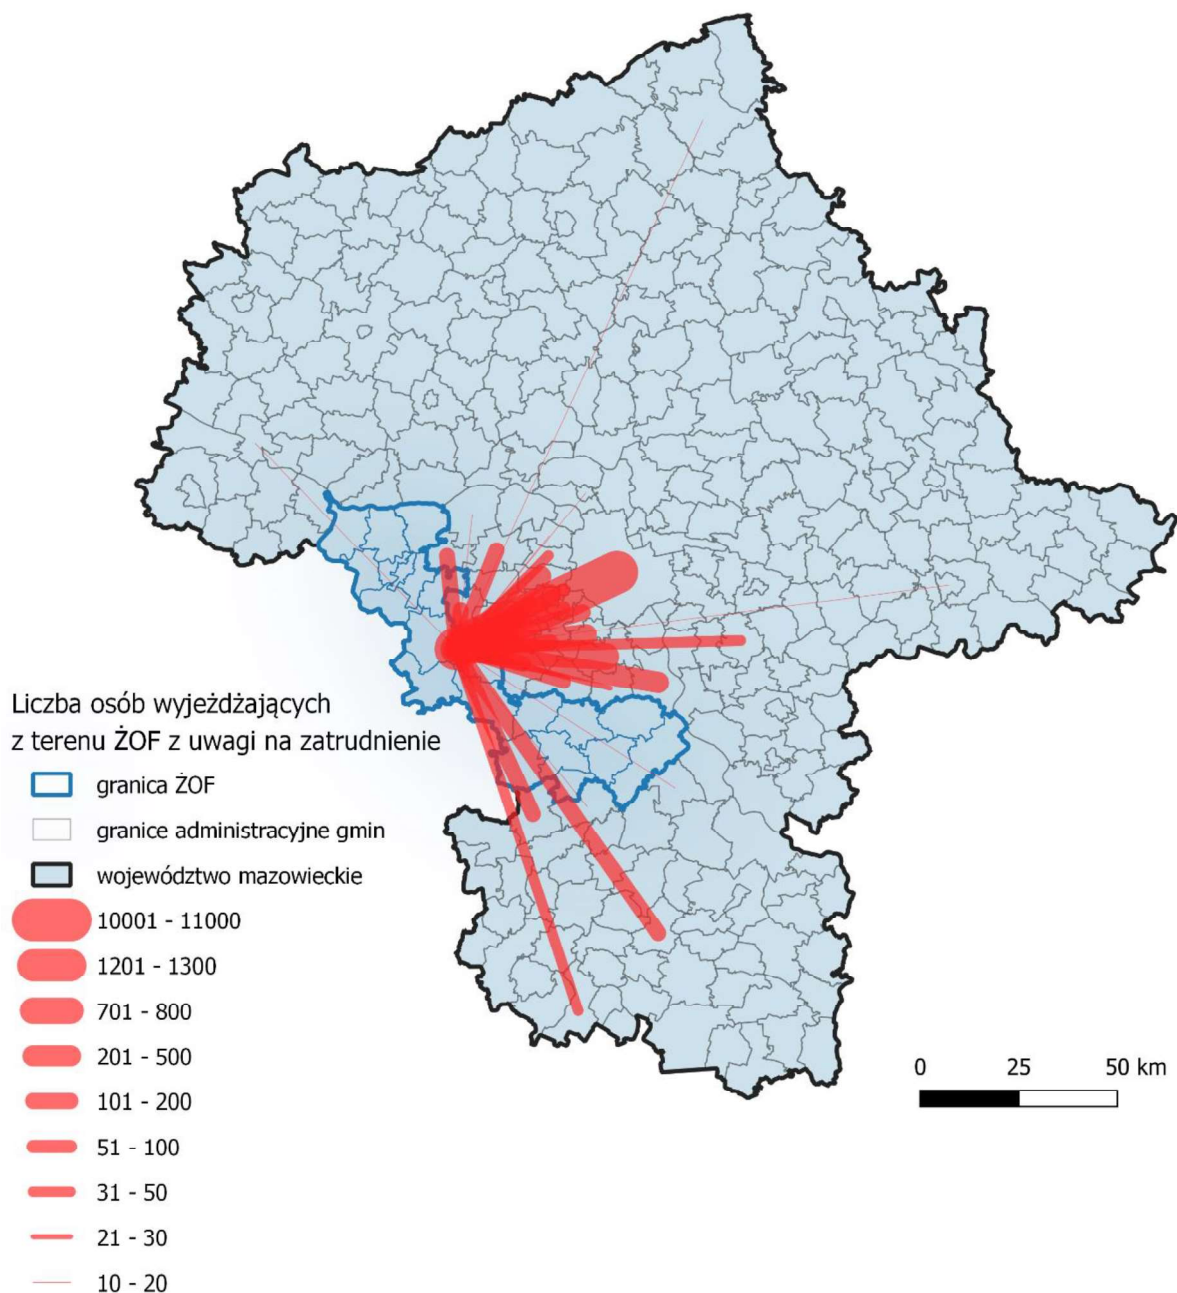 Liczba osób wyjeżdżających
z terenu ŻOF z uwagi na zatrudnienie
granica ŻOF
granice administracyjne gmin
województwo mazowieckie
10001 - 11000
1201 - 1300
701 - 800
201 - 500
101 - 200
51 - 100
31 - 50
21 - 30
10 - 20
0 25 50 km